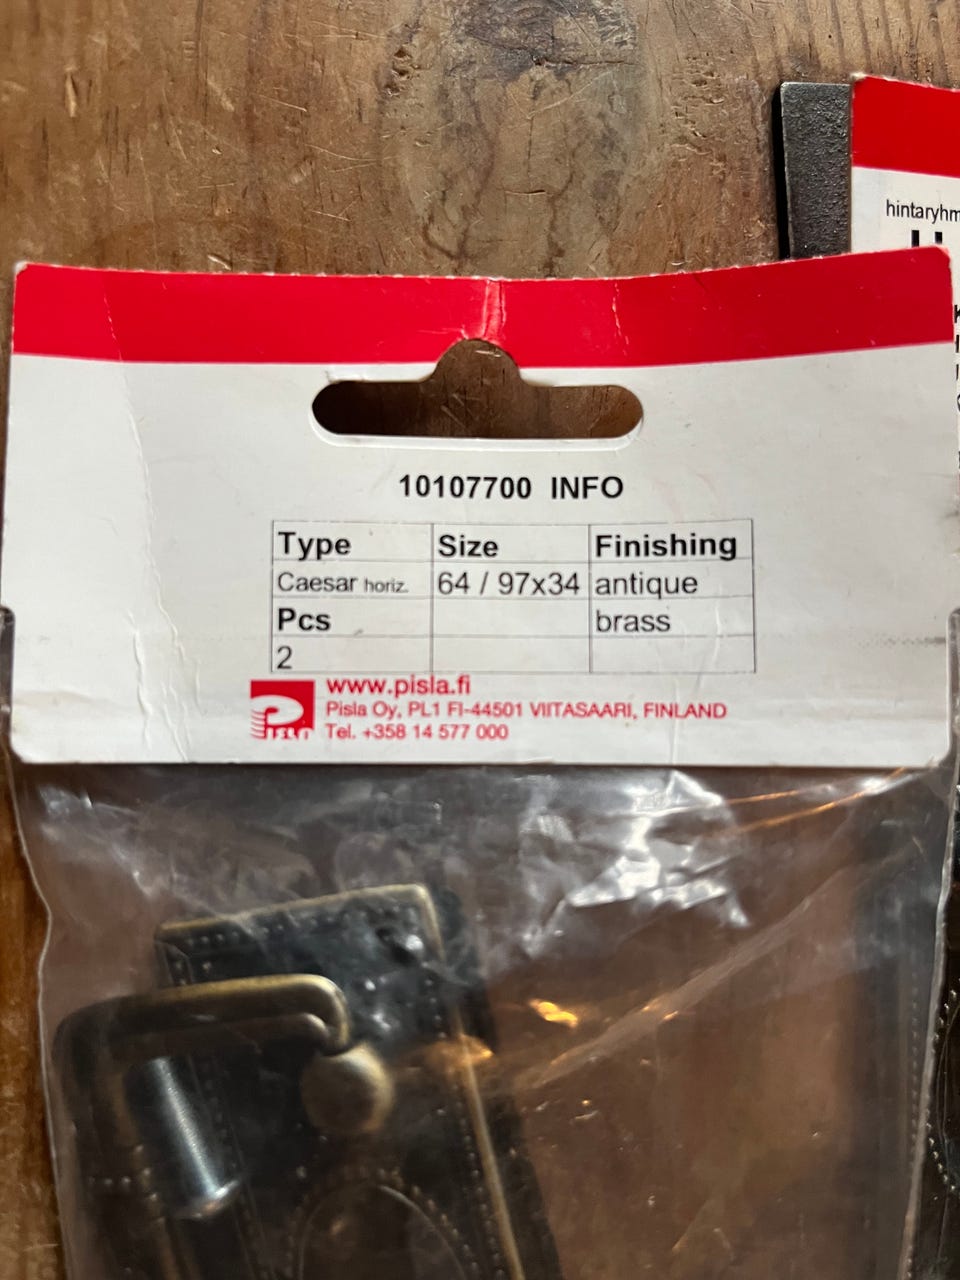 hintaryhm
10107700 INFO
Type Size Finishing
Caesar horiz. 64 / 97x34 antique
Pcs brass
2
www.pisla.fi
Pisla Oy, PL1 FI-44501 VIITASAARI, FINLAND
Tel. +358 14 577 000